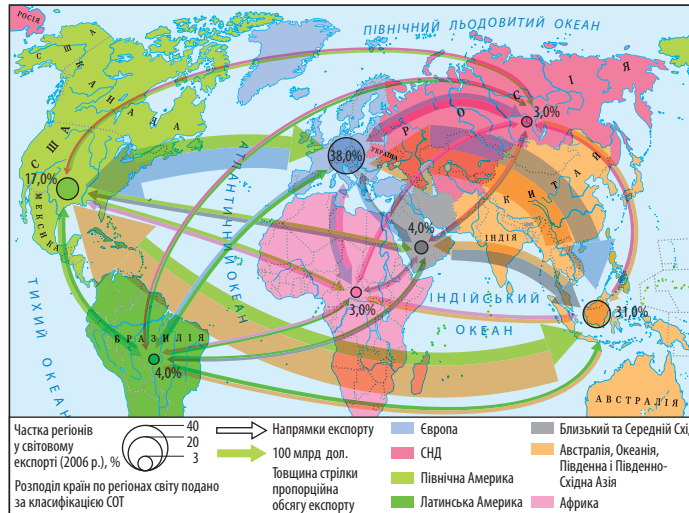 ПІВНІЧНИЙ ЛЬОДОВИТИЙ ОКЕАН
РОСІЯ
США
КАНАДА
РОСІЯ
3,0%
38,0%
УКРАЇНА
США
17,0%
МЕКСИКА
АТЛАНТИЧНИЙ ОКЕАН
КИТАЙ
4,0%
ІНДІЯ
ТИХИЙ ОКЕАН
ІНДІЙСЬКИЙ
ОКЕАН
3,0%
31,0%
БРАЗИЛІЯ
4,0%
АВСТРАЛІЯ
Частка регіонів
у світовому
експорті (2006 р.), %
40
20
3
Розподіл країн по регіонах світу подано
за класифікацією СОТ
Напрямки експорту
100 млрд дол.
Товщина стрілки
пропорційна
обсягу експорту
Європа
СНД
Північна Америка
Латинська Америка
Близький та Середній Схі
Австралія, Океанія,
Південна і Південно-
Східна Азія
Африка